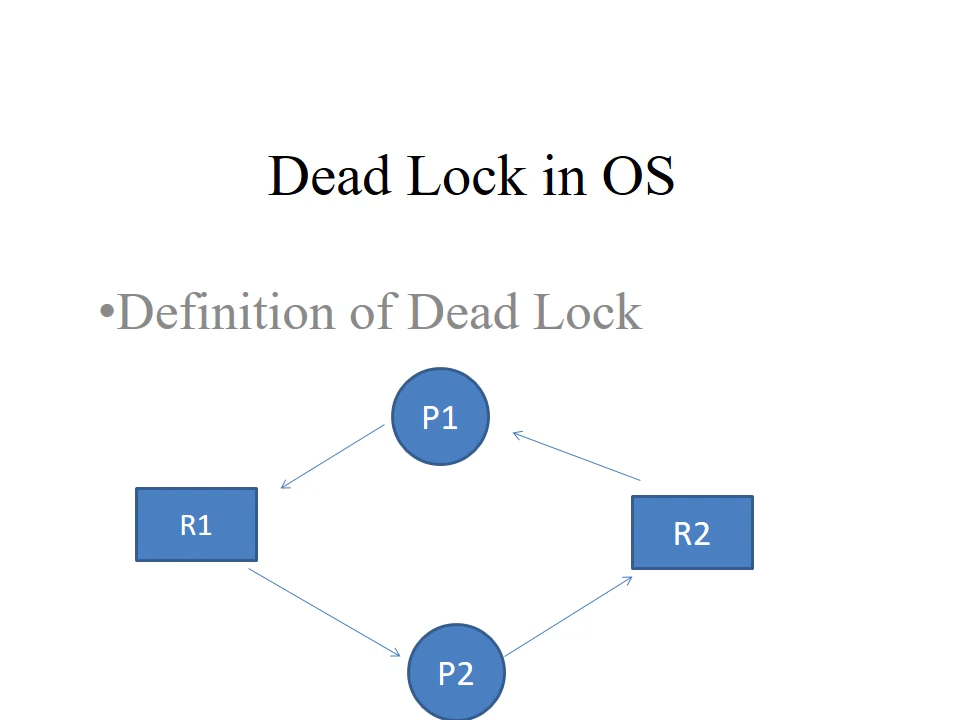 Dead Lock in OS
•Definition of Dead Lock
P1
R1
R2
P2